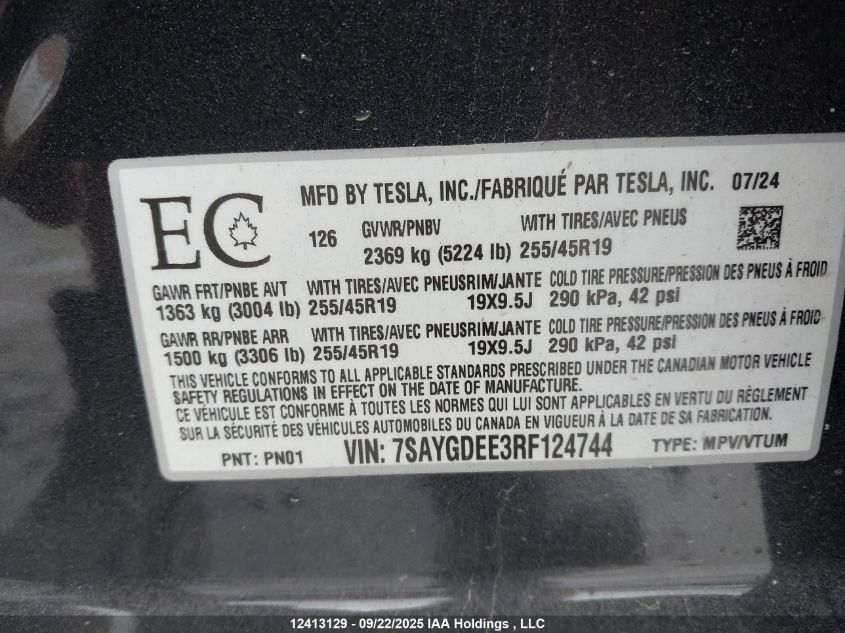 EC
MFD BY TESLA, INC./FABRIQUÉ PAR TESLA, INC. 07/24
126 GVWR/PNBV WITH TIRES/AVEC PNEUS
2369 kg (5224 lb) 255/45R19
GAWR FRT/PNBE AVT WITH TIRES/AVEC PNEUS RIM/JANTE COLD TIRE PRESSURE/PRESSION DES PNEUS À FROID
1363 kg (3004 lb) 255/45R19 19X9.5J 290 kPa, 42 psi
GAWR RR/PNBE ARR WITH TIRES/AVEC PNEUS RIM/JANTE COLD TIRE PRESSURE/PRESSION DES PNEUS À FROID
1500 kg (3306 lb) 255/45R19 19X9.5J 290 kPa, 42 psi
THIS VEHICLE CONFORMS TO ALL APPLICABLE STANDARDS PRESCRIBED UNDER THE CANADIAN MOTOR VEHICLE
SAFETY REGULATIONS IN EFFECT ON THE DATE OF MANUFACTURE.
CE VÉHICULE EST CONFORME À TOUTES LES NORMES QUI LUI SONT APPLICABLES EN VERTU DU RÈGLEMENT
SUR LA SÉCURITÉ DES VÉHICULES AUTOMOBILES DU CANADA EN VIGUEUR À LA DATE DE SA FABRICATION.
PNT: PN01 VIN: 7SAYGDEE3RF124744 TYPE: MPV/VTUM
12413129 - 09/22/2025 IAA Holdings , LLC